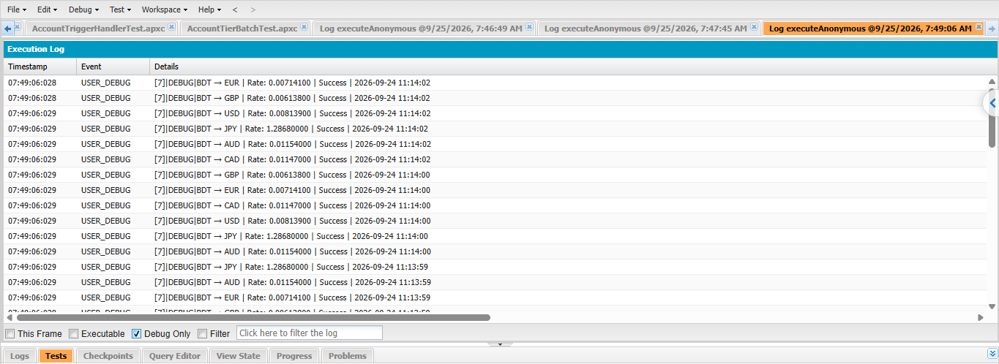 File Edit Debug Test Workspace Help < >
AccountTriggerHandlerTest.apxc AccountTierBatchTest.apxc Log executeAnonymous @9/25/2026, 7:46:49 AM Log executeAnonymous @9/25/2026, 7:47:45 AM Log executeAnonymous @9/25/2026, 7:49:06 AM
Execution Log
Timestamp Event Details
07:49:06:028 USER_DEBUG [7]|DEBUG|BDT → EUR | Rate: 0.00714100 | Success | 2026-09-24 11:14:02
07:49:06:028 USER_DEBUG [7]|DEBUG|BDT → GBP | Rate: 0.00613800 | Success | 2026-09-24 11:14:02
07:49:06:029 USER_DEBUG [7]|DEBUG|BDT → USD | Rate: 0.00813900 | Success | 2026-09-24 11:14:02
07:49:06:029 USER_DEBUG [7]|DEBUG|BDT → JPY | Rate: 1.28680000 | Success | 2026-09-24 11:14:02
07:49:06:029 USER_DEBUG [7]|DEBUG|BDT → AUD | Rate: 0.01154000 | Success | 2026-09-24 11:14:02
07:49:06:029 USER_DEBUG [7]|DEBUG|BDT → CAD | Rate: 0.01147000 | Success | 2026-09-24 11:14:02
07:49:06:029 USER_DEBUG [7]|DEBUG|BDT → GBP | Rate: 0.00613800 | Success | 2026-09-24 11:14:00
07:49:06:029 USER_DEBUG [7]|DEBUG|BDT → EUR | Rate: 0.00714100 | Success | 2026-09-24 11:14:00
07:49:06:029 USER_DEBUG [7]|DEBUG|BDT → CAD | Rate: 0.01147000 | Success | 2026-09-24 11:14:00
07:49:06:029 USER_DEBUG [7]|DEBUG|BDT → USD | Rate: 0.00813900 | Success | 2026-09-24 11:14:00
07:49:06:029 USER_DEBUG [7]|DEBUG|BDT → JPY | Rate: 1.28680000 | Success | 2026-09-24 11:14:00
07:49:06:029 USER_DEBUG [7]|DEBUG|BDT → AUD | Rate: 0.01154000 | Success | 2026-09-24 11:14:00
07:49:06:029 USER_DEBUG [7]|DEBUG|BDT → JPY | Rate: 1.28680000 | Success | 2026-09-24 11:13:59
07:49:06:029 USER_DEBUG [7]|DEBUG|BDT → AUD | Rate: 0.01154000 | Success | 2026-09-24 11:13:59
07:49:06:029 USER_DEBUG [7]|DEBUG|BDT → EUR | Rate: 0.00714100 | Success | 2026-09-24 11:13:59
This Frame Executable Debug Only Filter Click here to filter the log
Logs Tests Checkpoints Query Editor View State Progress Problems